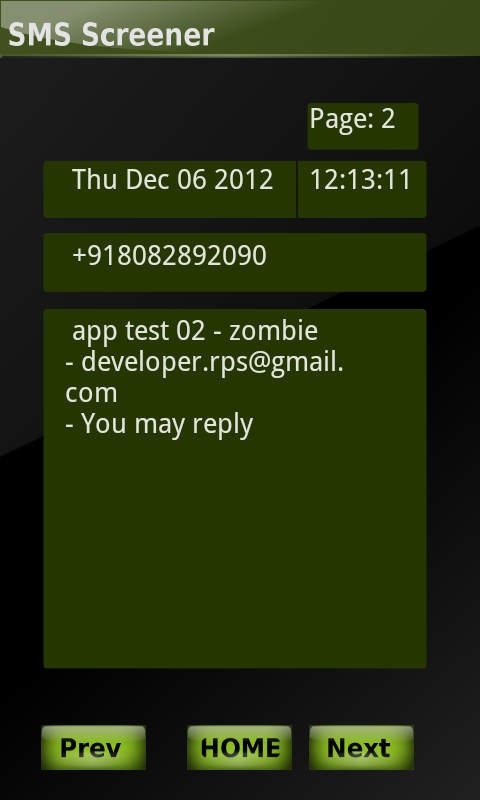 SMS Screener
Page: 2
Thu Dec 06 2012 12:13:11
+918082892090
app test 02 - zombie
- developer.rps@gmail.
com
- You may reply
Prev HOME Next